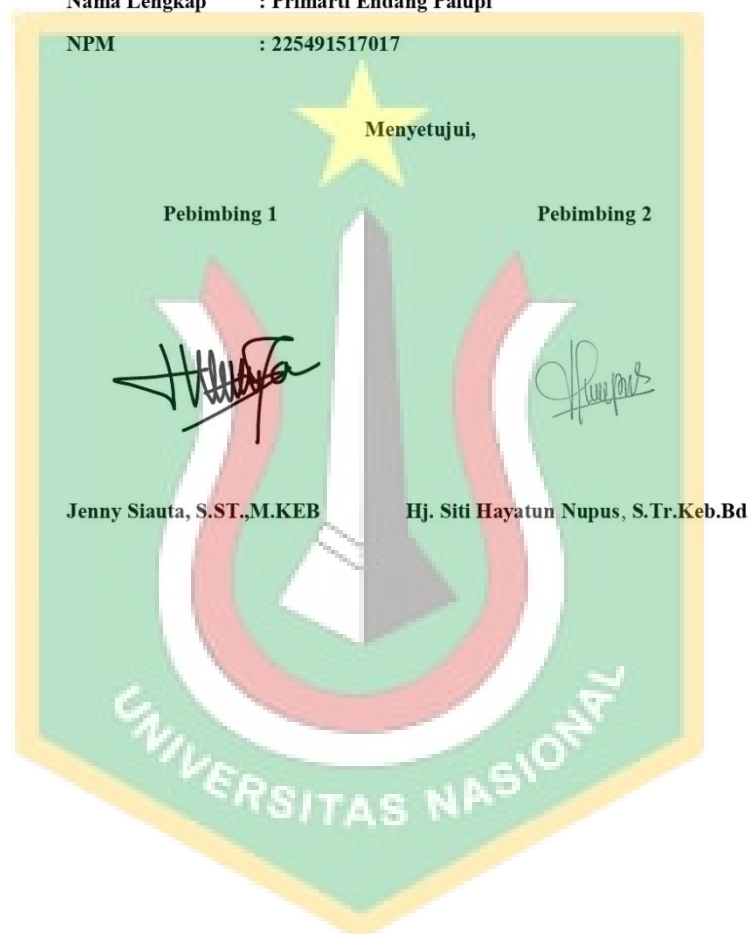 Nama Lengkap : Primarti Endang Palupi
NPM : 225491517017
Menyetujui,
Pebimbing 1 Pebimbing 2
Jenny Siauta, S.ST.,M.KEB Hj. Siti Hayatun Nupus, S.Tr.Keb.Bd
UNIVERSITAS NASIONAL